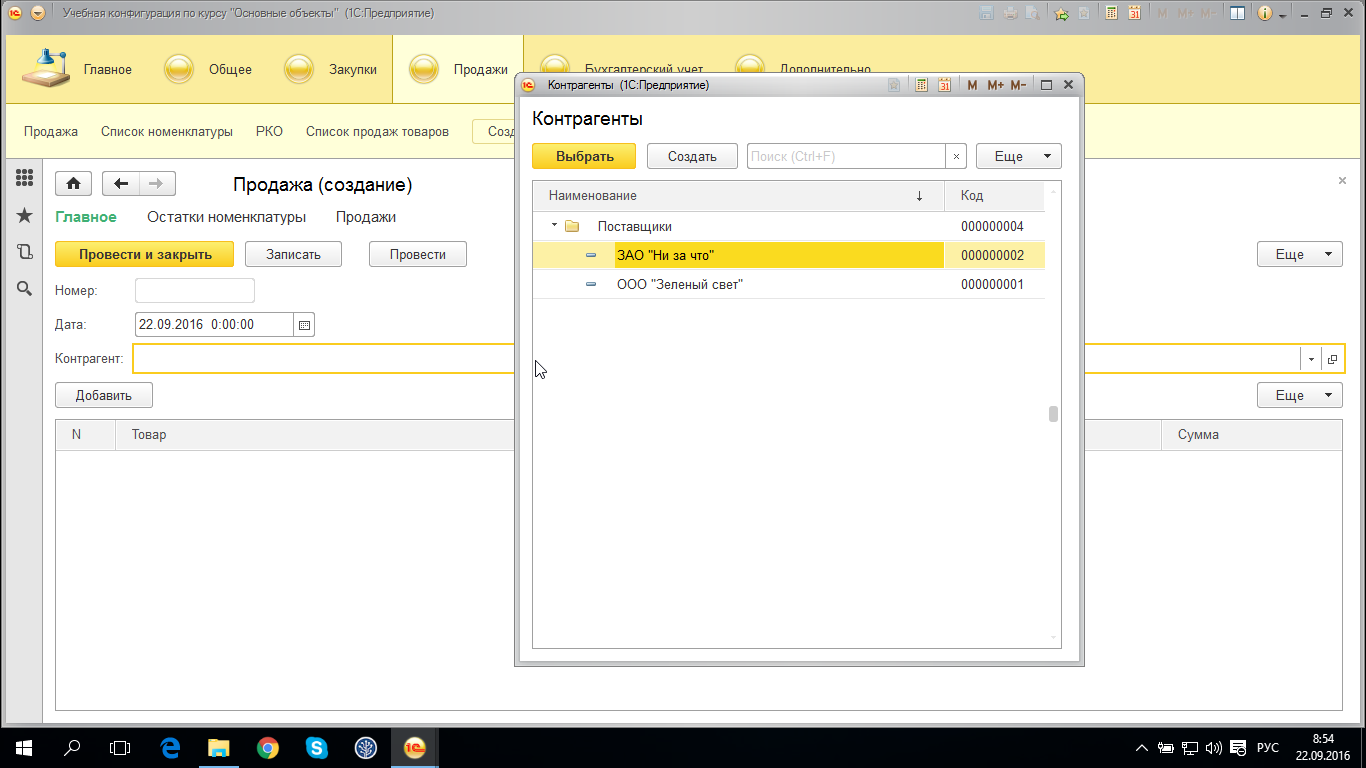 Учебная конфигурация по курсу "Основные объекты" (1С:Предприятие)
M M+ M-
Главное Общее Закупки Продажи Бухгалтерский учет Дополнительно
Продажа Список номенклатуры РКО Список продаж товаров Созд
Продажа (создание)
Главное Остатки номенклатуры Продажи
Провести и закрыть Записать Провести Еще
Номер:
Дата: 22.09.2016 0:00:00
Контрагент:
Добавить Еще
N Товар Сумма
Контрагенты (1С:Предприятие) M M+ M-
Контрагенты
Выбрать Создать Поиск (Ctrl+F) × Еще
Наименование ↓ Код
Поставщики 000000004
ЗАО "Ни за что" 000000002
ООО "Зеленый свет" 000000001
РУС
8:54
22.09.2016